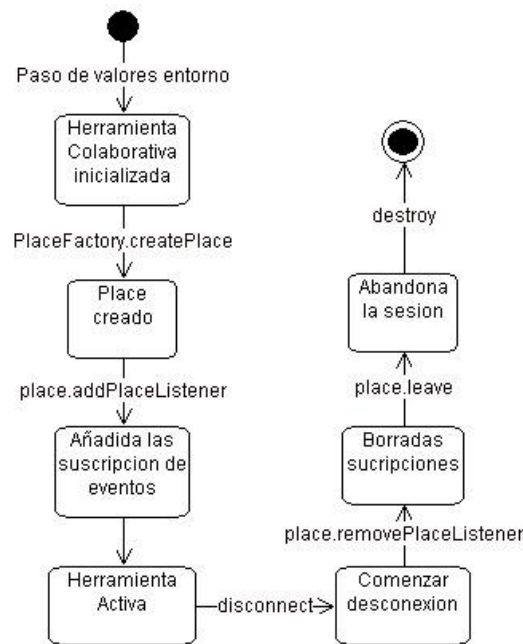 Paso de valores entorno
Herramienta
Colaborativa
inicializada
PlaceFactory.createPlace
Place
creado
place.addPlaceListener
Añadida las
suscripcion de
eventos
Herramienta
Activa
disconnect
Comenzar
desconexion
place.removePlaceListener
Borradas
sucripciones
place.leave
Abandona
la sesion
destroy